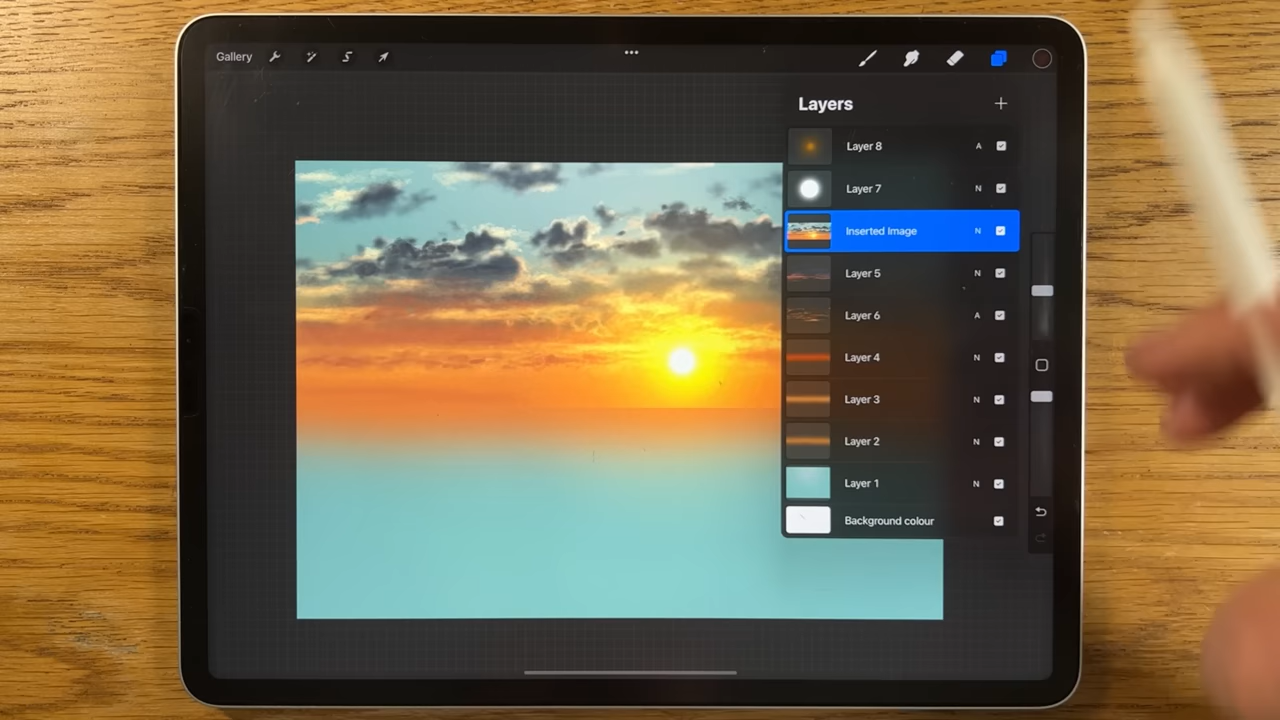 Gallery
Layers
Layer 8 A
Layer 7 N
Inserted Image N
Layer 5 N
Layer 6 A
Layer 4 N
Layer 3 N
Layer 2 N
Layer 1 N
Background colour